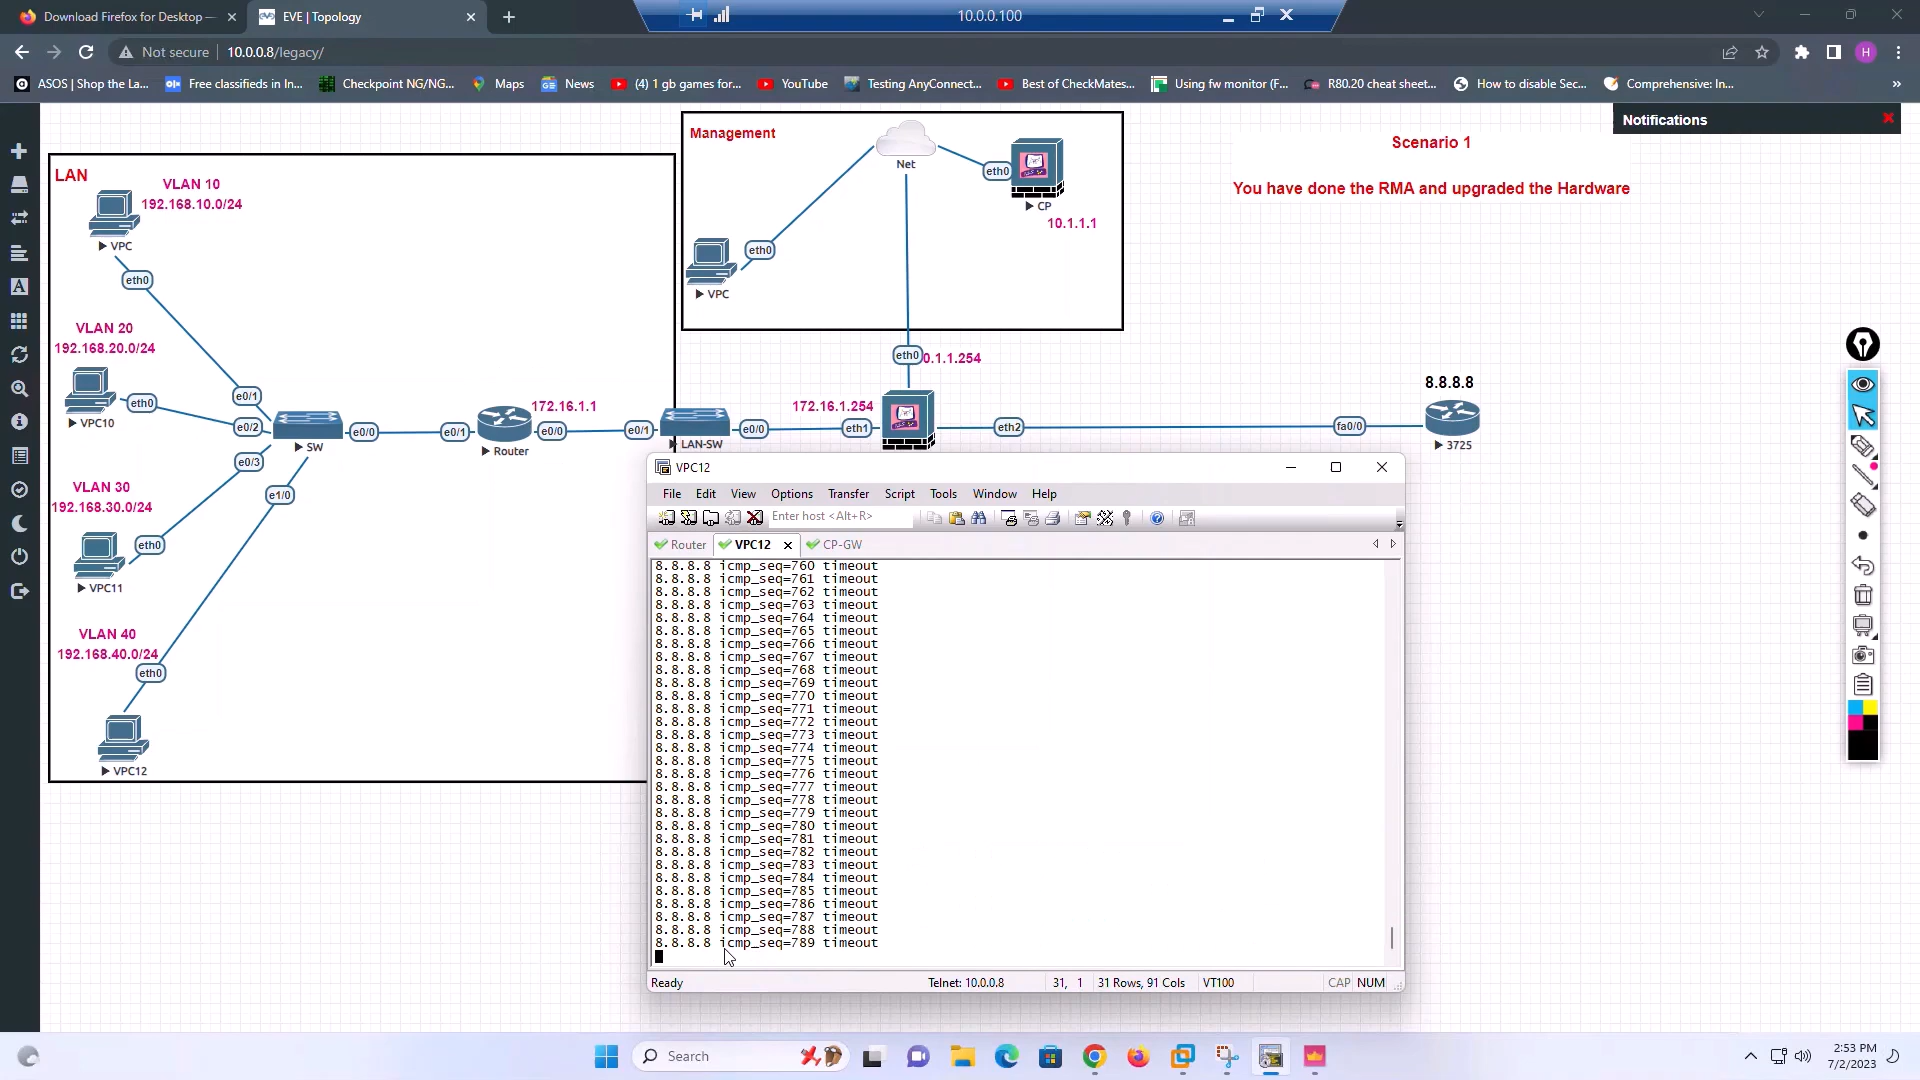 Download Firefox for Desktop —
EVE | Topology
10.0.0.100
Not secure
10.0.0.8/legacy/
H
ASOS | Shop the La...
Free classifieds in In...
Checkpoint NG/NG...
Maps
News
(4) 1 gb games for...
YouTube
Testing AnyConnect...
Best of CheckMates...
Using fw monitor (F...
R80.20 cheat sheet...
How to disable Sec...
Comprehensive: In...
»
Notifications
Scenario 1
You have done the RMA and upgraded the Hardware
Management
Net
eth0
CP
10.1.1.1
eth0
VPC
LAN
VLAN 10
192.168.10.0/24
VPC
eth0
VLAN 20
192.168.20.0/24
eth0
VPC10
e0/1
e0/2
e0/3
e1/0
SW
e0/0
e0/1
Router
172.16.1.1
e0/0
e0/1
LAN-SW
e0/0
172.16.1.254
eth1
eth0
0.1.1.254
eth2
fa0/0
8.8.8.8
3725
VLAN 30
192.168.30.0/24
eth0
VPC11
VLAN 40
192.168.40.0/24
eth0
VPC12
VPC12
File Edit View Options Transfer Script Tools Window Help
Enter host <Alt+R>
Router
VPC12
CP-GW
8.8.8.8 icmp_seq=760 timeout
8.8.8.8 icmp_seq=761 timeout
8.8.8.8 icmp_seq=762 timeout
8.8.8.8 icmp_seq=763 timeout
8.8.8.8 icmp_seq=764 timeout
8.8.8.8 icmp_seq=765 timeout
8.8.8.8 icmp_seq=766 timeout
8.8.8.8 icmp_seq=767 timeout
8.8.8.8 icmp_seq=768 timeout
8.8.8.8 icmp_seq=769 timeout
8.8.8.8 icmp_seq=770 timeout
8.8.8.8 icmp_seq=771 timeout
8.8.8.8 icmp_seq=772 timeout
8.8.8.8 icmp_seq=773 timeout
8.8.8.8 icmp_seq=774 timeout
8.8.8.8 icmp_seq=775 timeout
8.8.8.8 icmp_seq=776 timeout
8.8.8.8 icmp_seq=777 timeout
8.8.8.8 icmp_seq=778 timeout
8.8.8.8 icmp_seq=779 timeout
8.8.8.8 icmp_seq=780 timeout
8.8.8.8 icmp_seq=781 timeout
8.8.8.8 icmp_seq=782 timeout
8.8.8.8 icmp_seq=783 timeout
8.8.8.8 icmp_seq=784 timeout
8.8.8.8 icmp_seq=785 timeout
8.8.8.8 icmp_seq=786 timeout
8.8.8.8 icmp_seq=787 timeout
8.8.8.8 icmp_seq=788 timeout
8.8.8.8 icmp_seq=789 timeout
Ready
Telnet: 10.0.0.8
31, 1
31 Rows, 91 Cols
VT100
CAP NUM
Search
2:53 PM
7/2/2023